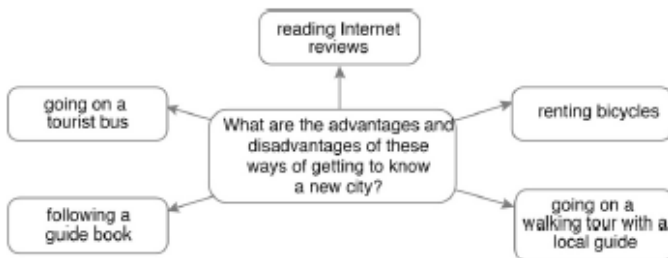 reading Internet
reviews
going on a
tourist bus
What are the advantages and
disadvantages of these
ways of getting to know
a new city?
renting bicycles
following a
guide book
going on a
walking tour with a
local guide